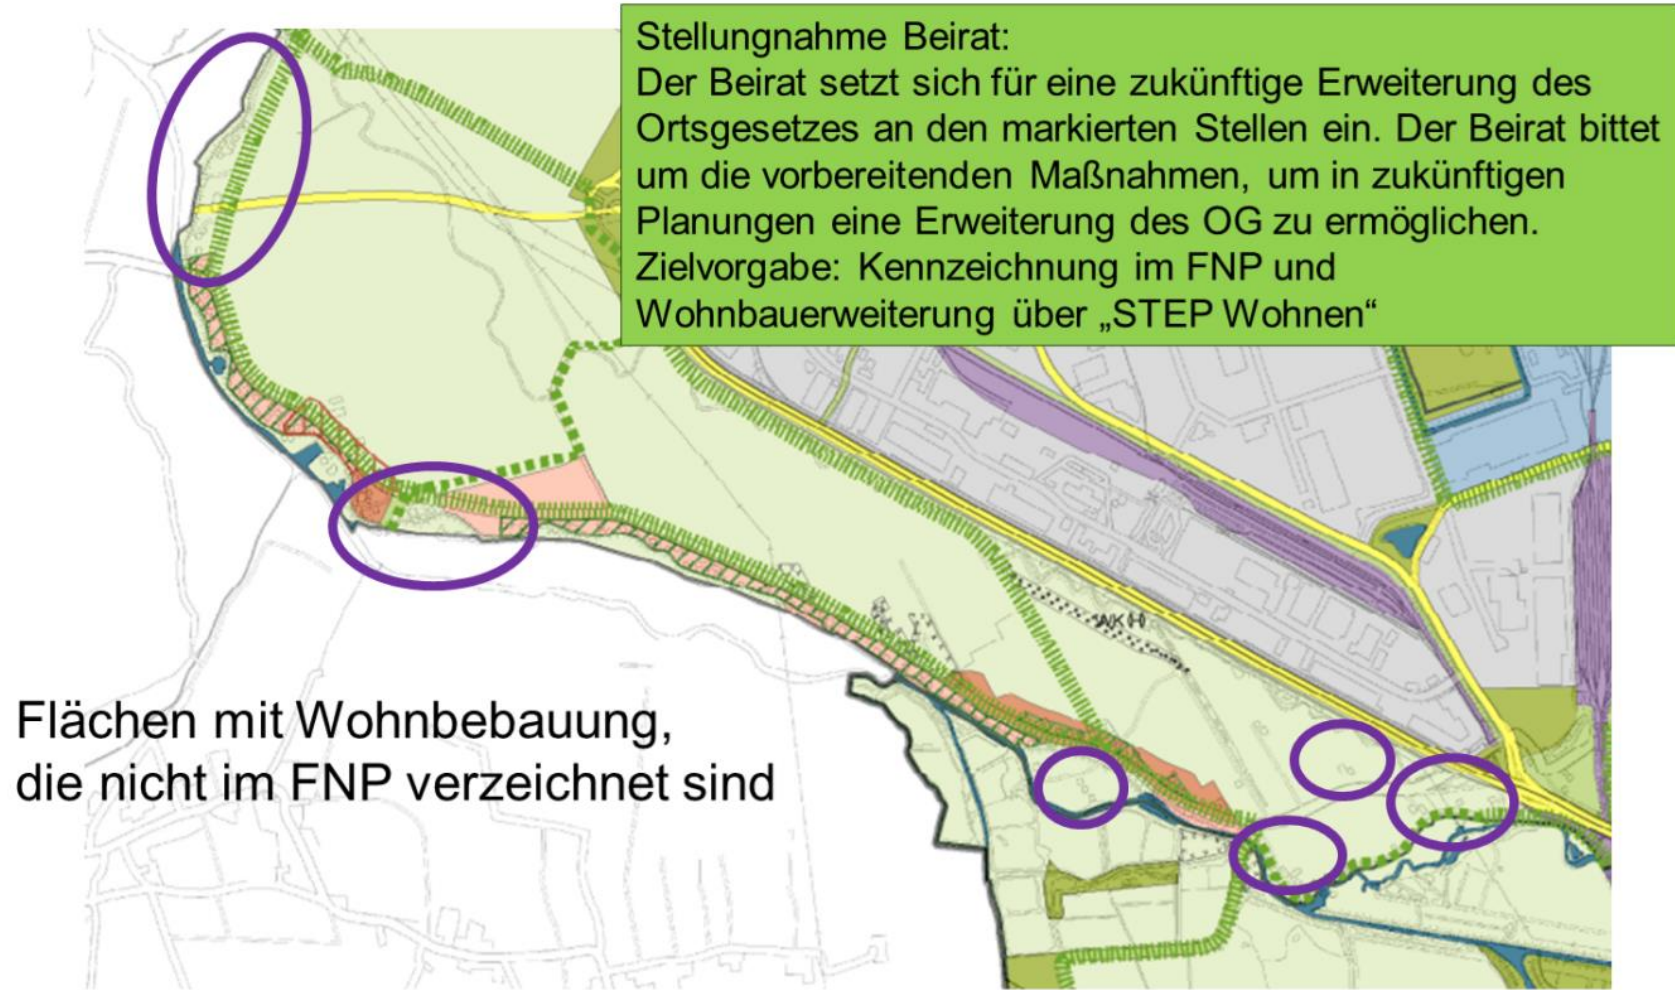 Stellungnahme Beirat:
Der Beirat setzt sich für eine zukünftige Erweiterung des
Ortsgesetzes an den markierten Stellen ein. Der Beirat bittet
um die vorbereitenden Maßnahmen, um in zukünftigen
Planungen eine Erweiterung des OG zu ermöglichen.
Zielvorgabe: Kennzeichnung im FNP und
Wohnbauerweiterung über „STEP Wohnen“
Flächen mit Wohnbebauung,
die nicht im FNP verzeichnet sind